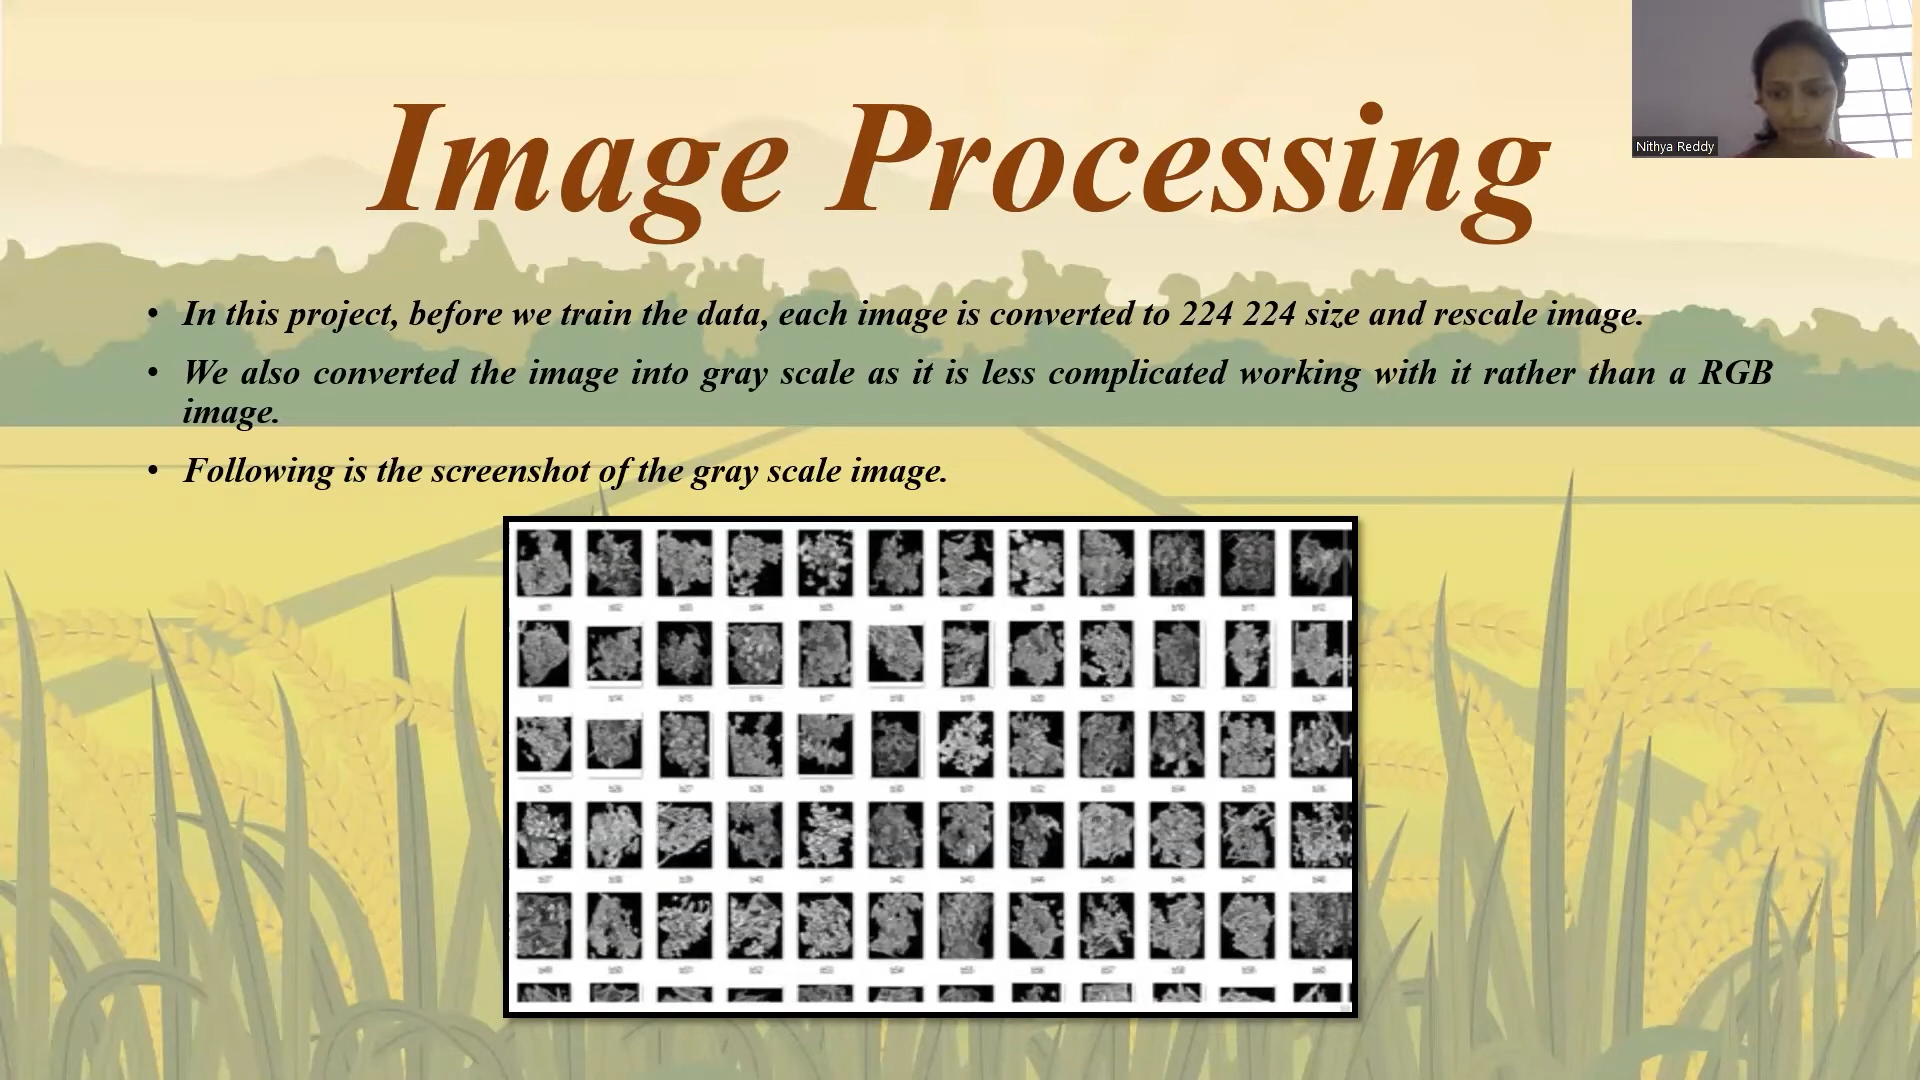 Image Processing
Nithya Reddy
• In this project, before we train the data, each image is converted to 224 224 size and rescale image.
• We also converted the image into gray scale as it is less complicated working with it rather than a RGB
image.
• Following is the screenshot of the gray scale image.